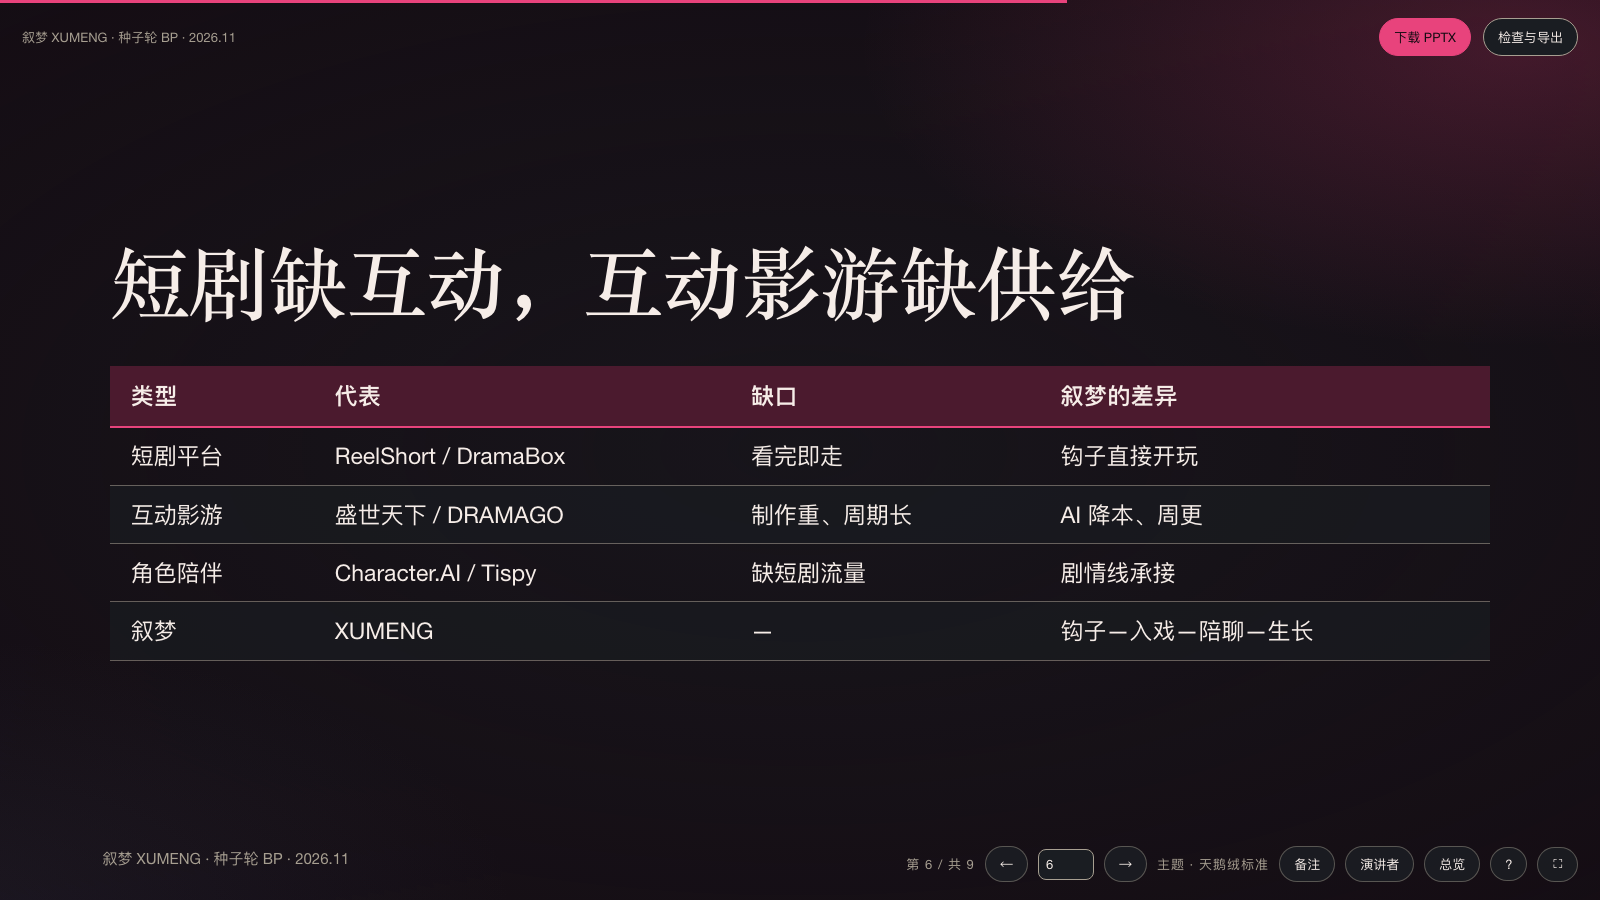 叙梦 XUMENG · 种子轮 BP · 2026.11
下载 PPTX
检查与导出
短剧缺互动，互动影游缺供给
类型 代表 缺口 叙梦的差异
短剧平台 ReelShort / DramaBox 看完即走 钩子直接开玩
互动影游 盛世天下 / DRAMAGO 制作重、周期长 AI 降本、周更
角色陪伴 Character.AI / Tispy 缺短剧流量 剧情线承接
叙梦 XUMENG — 钩子—入戏—陪聊—生长
叙梦 XUMENG · 种子轮 BP · 2026.11
第 6 / 共 9 ← 6 → 主题 · 天鹅绒标准 备注 演讲者 总览 ?